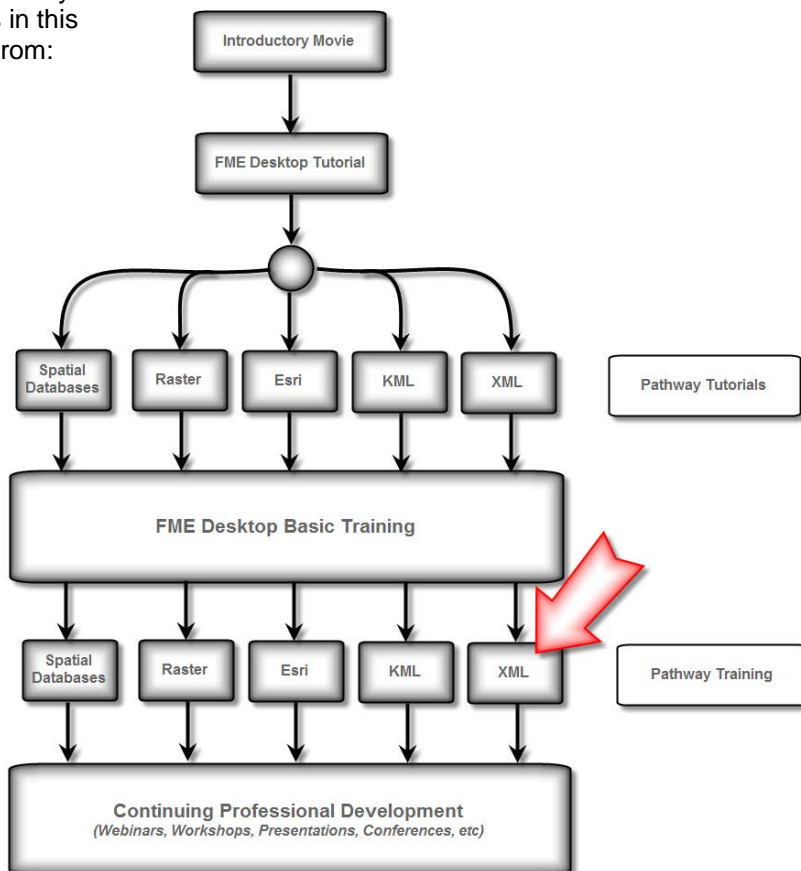 in this
rom:
Introductory Movie
FME Desktop Tutorial
Spatial
Databases
Raster
Esri
KML
XML
Pathway Tutorials
FME Desktop Basic Training
Spatial
Databases
Raster
Esri
KML
XML
Pathway Training
Continuing Professional Development
(Webinars, Workshops, Presentations, Conferences, etc)